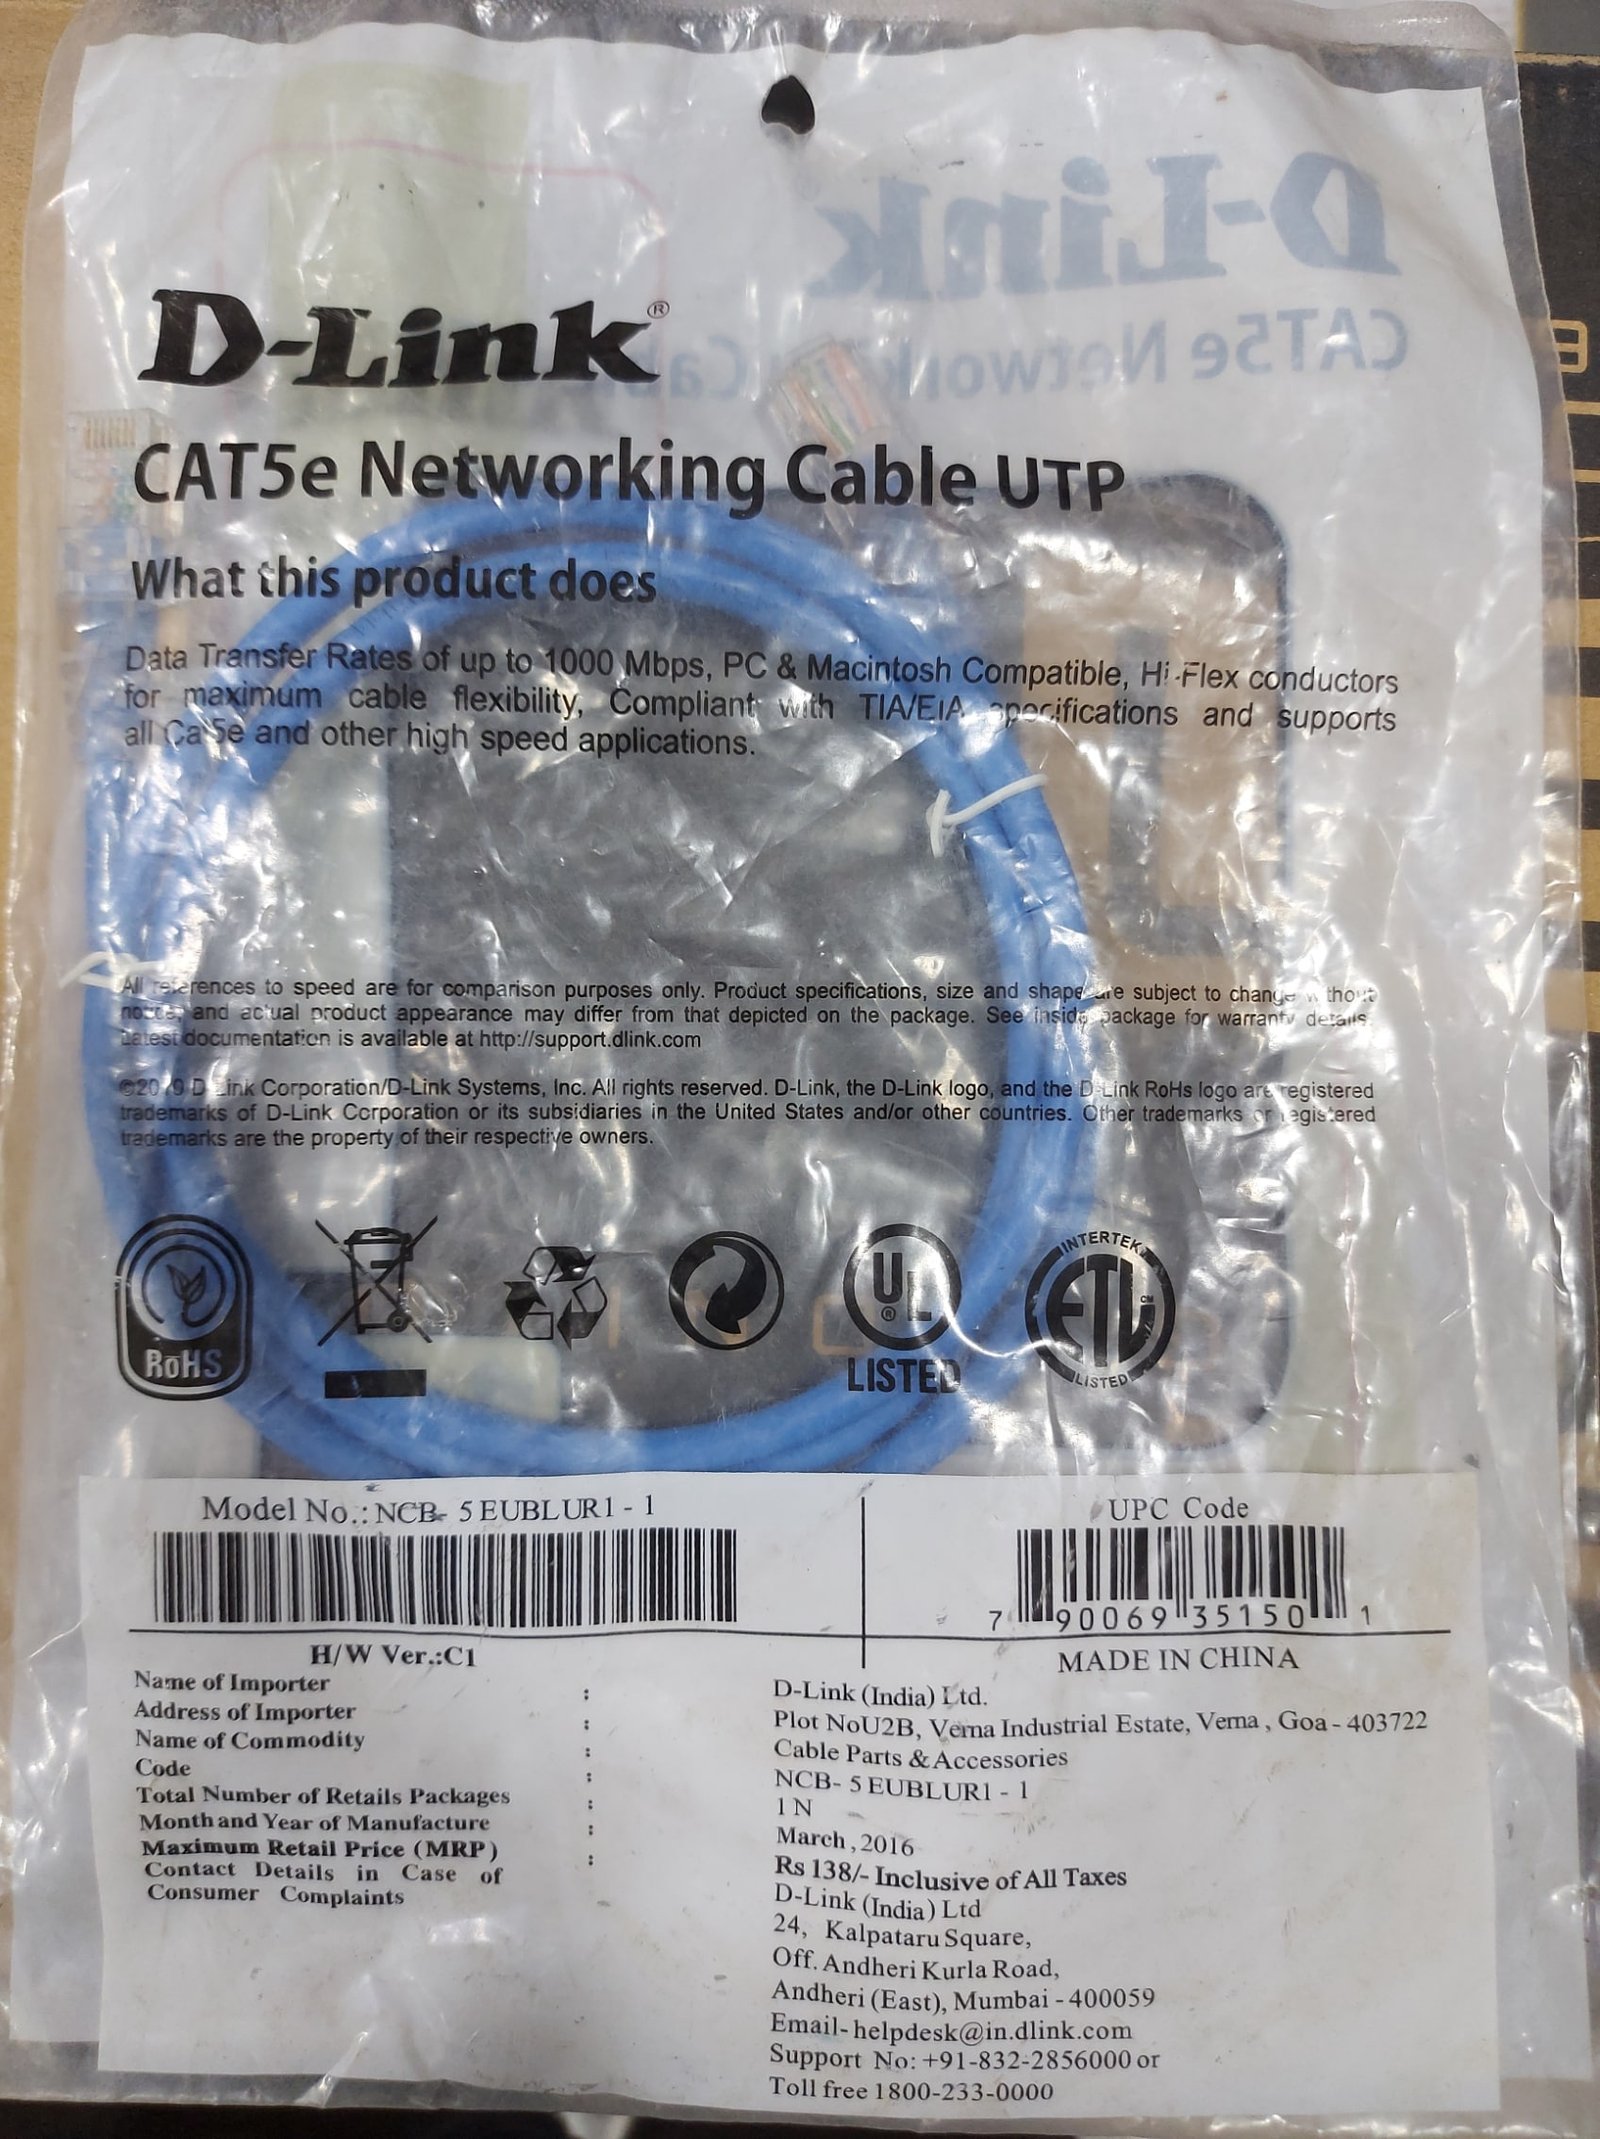 D-Link
CAT5e Network Cable
D-Link®
CAT5e Networking Cable UTP
What this product does
Data Transfer Rates of up to 1000 Mbps, PC & Macintosh Compatible, Hi-Flex conductors
for maximum cable flexibility, Compliant with TIA/EIA specifications and supports
all Cat5e and other high speed applications.
All references to speed are for comparison purposes only. Product specifications, size and shape are subject to change without
notice, and actual product appearance may differ from that depicted on the package. See inside package for warranty details.
Latest documentation is available at http://support.dlink.com
D-Link Corporation/D-Link Systems, Inc. All rights reserved. D-Link, the D-Link logo, and the D-Link RoHs logo are registered
trademarks of D-Link Corporation or its subsidiaries in the United States and/or other countries. Other trademarks or registered
trademarks are the property of their respective owners.
RoHS
UL ®
LISTED
INTERTEK
ETL CM
LISTED
Model No.: NCB- 5EUBLUR1 - 1
UPC Code
7 90069 35150 1
H/W Ver.:C1
MADE IN CHINA
Name of Importer : D-Link (India) Ltd.
Address of Importer : Plot NoU2B, Verna Industrial Estate, Verna , Goa - 403722
Name of Commodity : Cable Parts & Accessories
Code : NCB- 5EUBLUR1 - 1
Total Number of Retails Packages : 1 N
Month and Year of Manufacture : March , 2016
Maximum Retail Price (MRP) : Rs 138/- Inclusive of All Taxes
Contact Details in Case of D-Link (India) Ltd
Consumer Complaints 24, Kalpataru Square,
Off. Andheri Kurla Road,
Andheri (East), Mumbai - 400059
Email- helpdesk@in.dlink.com
Support No: +91-832-2856000 or
Toll free 1800-233-0000